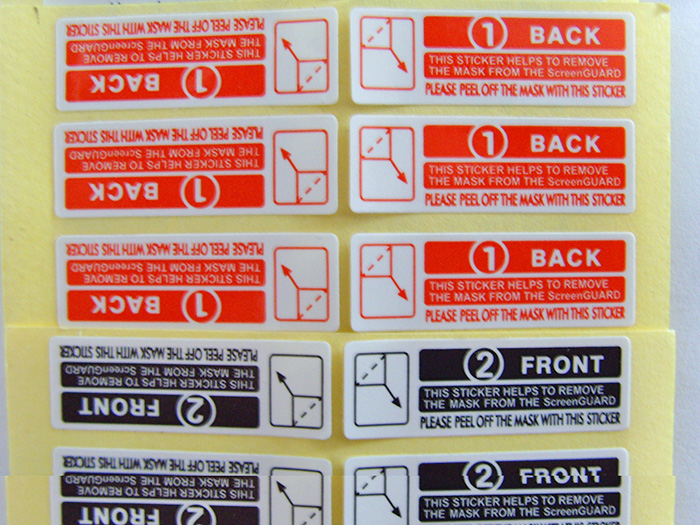 1 BACK
THIS STICKER HELPS TO REMOVE
THE MASK FROM THE ScreenGUARD
PLEASE PEEL OFF THE MASK WITH THIS STICKER
1 BACK
THIS STICKER HELPS TO REMOVE
THE MASK FROM THE ScreenGUARD
PLEASE PEEL OFF THE MASK WITH THIS STICKER
1 BACK
THIS STICKER HELPS TO REMOVE
THE MASK FROM THE ScreenGUARD
PLEASE PEEL OFF THE MASK WITH THIS STICKER
1 BACK
THIS STICKER HELPS TO REMOVE
THE MASK FROM THE ScreenGUARD
PLEASE PEEL OFF THE MASK WITH THIS STICKER
1 BACK
THIS STICKER HELPS TO REMOVE
THE MASK FROM THE ScreenGUARD
PLEASE PEEL OFF THE MASK WITH THIS STICKER
1 BACK
THIS STICKER HELPS TO REMOVE
THE MASK FROM THE ScreenGUARD
PLEASE PEEL OFF THE MASK WITH THIS STICKER
2 FRONT
THIS STICKER HELPS TO REMOVE
THE MASK FROM THE ScreenGUARD
PLEASE PEEL OFF THE MASK WITH THIS STICKER
2 FRONT
THIS STICKER HELPS TO REMOVE
THE MASK FROM THE ScreenGUARD
PLEASE PEEL OFF THE MASK WITH THIS STICKER
2 FRONT
THIS STICKER HELPS TO REMOVE
THE MASK FROM THE ScreenGUARD
PLEASE PEEL OFF THE MASK WITH THIS STICKER
2 FRONT
THIS STICKER HELPS TO REMOVE
THE MASK FROM THE ScreenGUARD